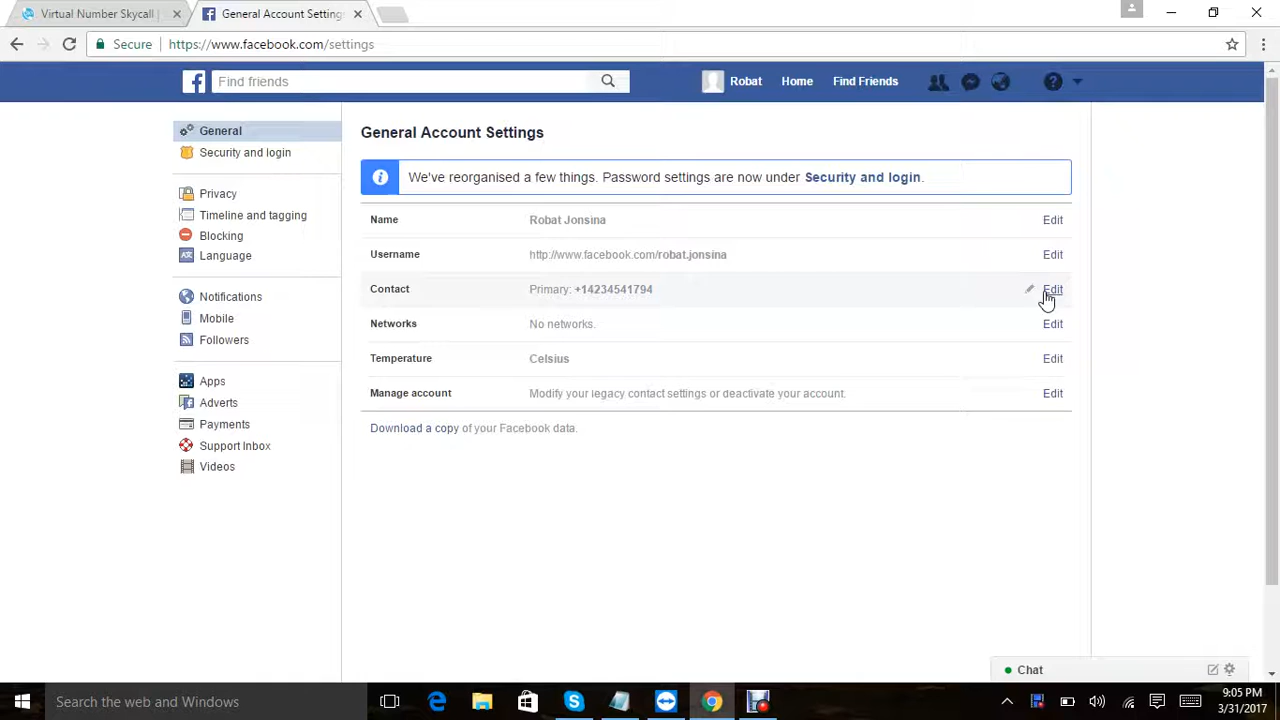 Virtual Number Skycall |
General Account Settings
Secure https://www.facebook.com/settings
Find friends
Robat Home Find Friends
General
Security and login
Privacy
Timeline and tagging
Blocking
Language
Notifications
Mobile
Followers
Apps
Adverts
Payments
Support Inbox
Videos
General Account Settings
We've reorganised a few things. Password settings are now under Security and login.
Name Robat Jonsina Edit
Username http://www.facebook.com/robat.jonsina Edit
Contact Primary: +14234541794 Edit
Networks No networks. Edit
Temperature Celsius Edit
Manage account Modify your legacy contact settings or deactivate your account. Edit
Download a copy of your Facebook data.
Chat
Search the web and Windows
9:05 PM
3/31/2017